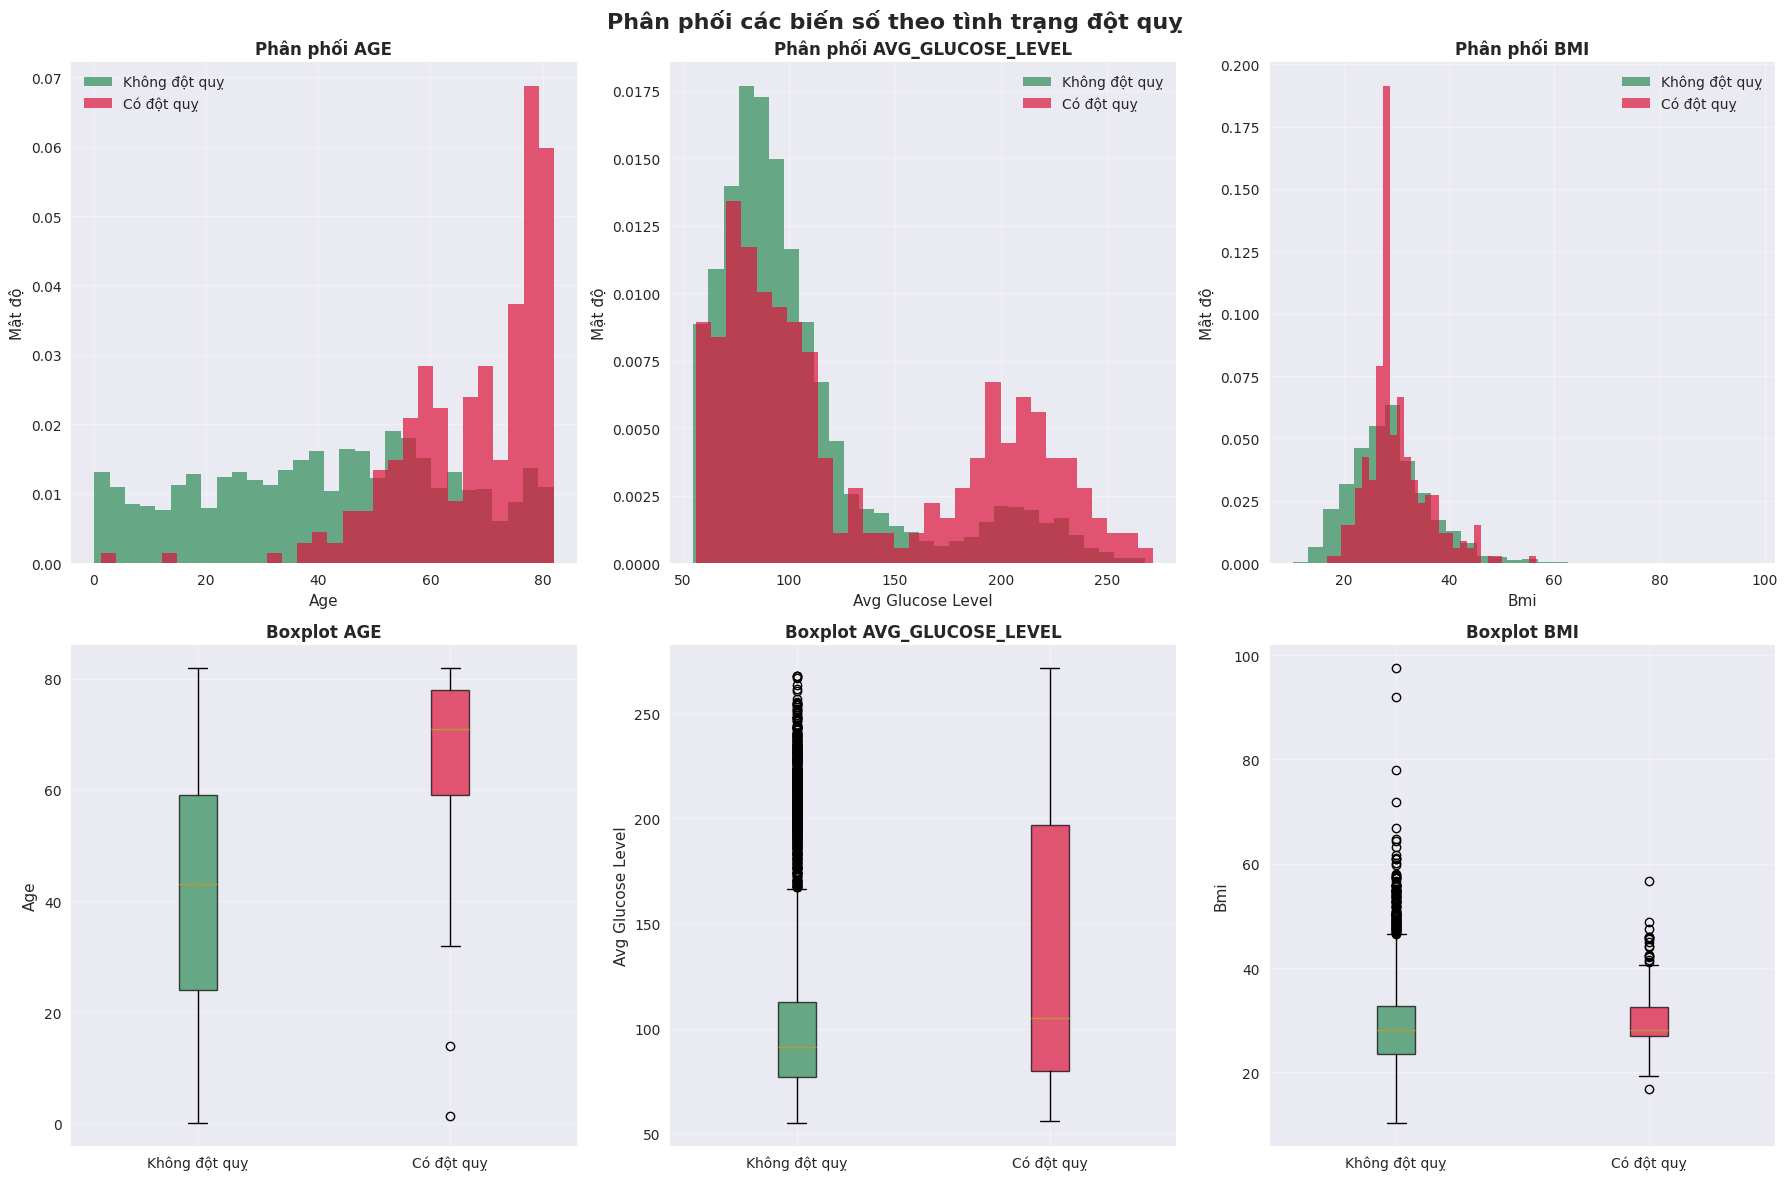 Phân phối các biến số theo tình trạng đột quỵ
Phân phối AGE
Không đột quỵ
Có đột quỵ
0.07
0.06
0.05
0.04
0.03
0.02
0.01
0.00
Mật độ
0 20 40 60 80
Age
Phân phối AVG_GLUCOSE_LEVEL
Không đột quỵ
Có đột quỵ
0.0175
0.0150
0.0125
0.0100
0.0075
0.0050
0.0025
0.0000
Mật độ
50 100 150 200 250
Avg Glucose Level
Phân phối BMI
Không đột quỵ
Có đột quỵ
0.200
0.175
0.150
0.125
0.100
0.075
0.050
0.025
0.000
Mật độ
20 40 60 80 100
Bmi
Boxplot AGE
80
60
40
20
0
Age
Không đột quỵ Có đột quỵ
Boxplot AVG_GLUCOSE_LEVEL
250
200
150
100
50
Avg Glucose Level
Không đột quỵ Có đột quỵ
Boxplot BMI
100
80
60
40
20
Bmi
Không đột quỵ Có đột quỵ